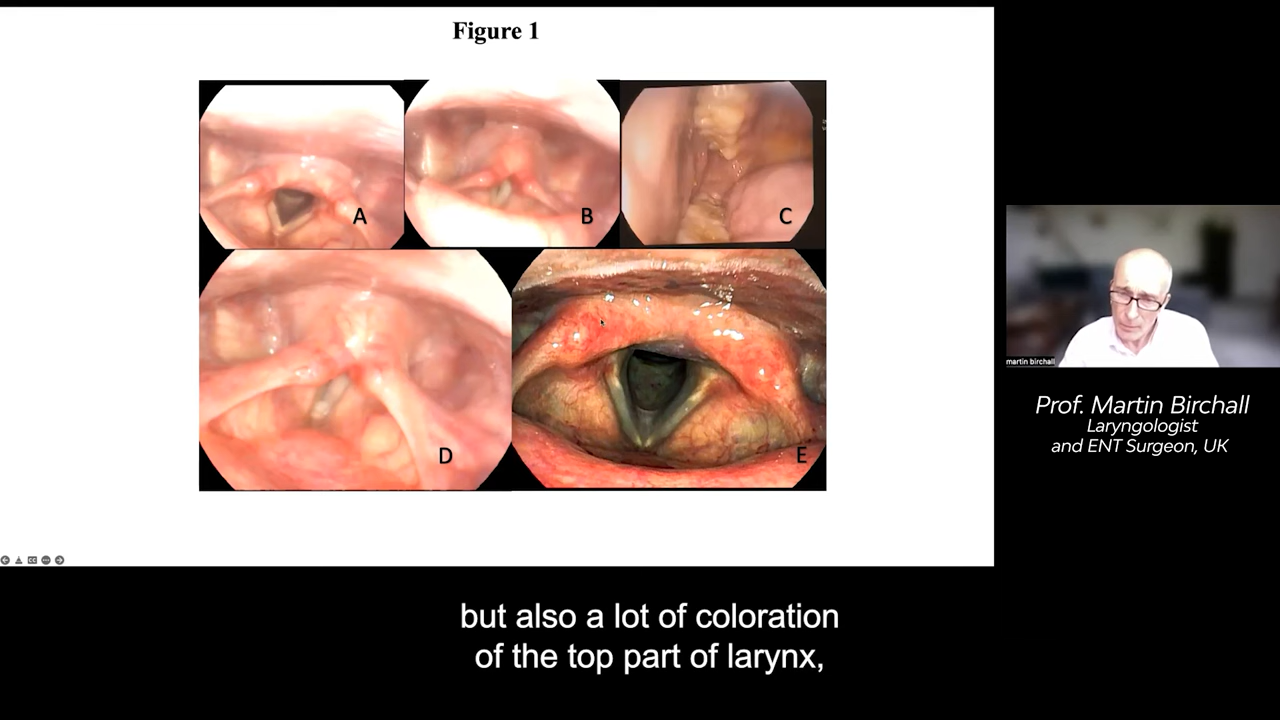 Figure 1
A
B
C
D
E
martin birchall
Prof. Martin Birchall
Laryngologist
and ENT Surgeon, UK
but also a lot of coloration
of the top part of larynx,